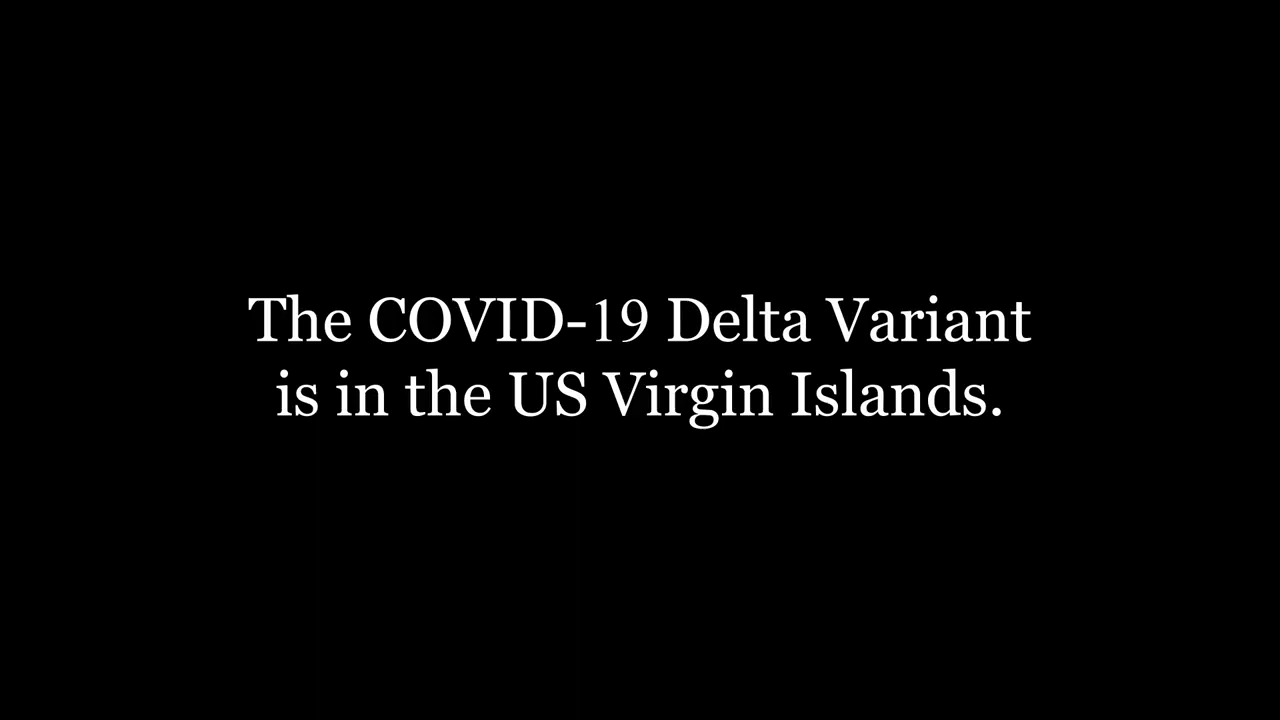 The COVID-19 Delta Variant
is in the US Virgin Islands.